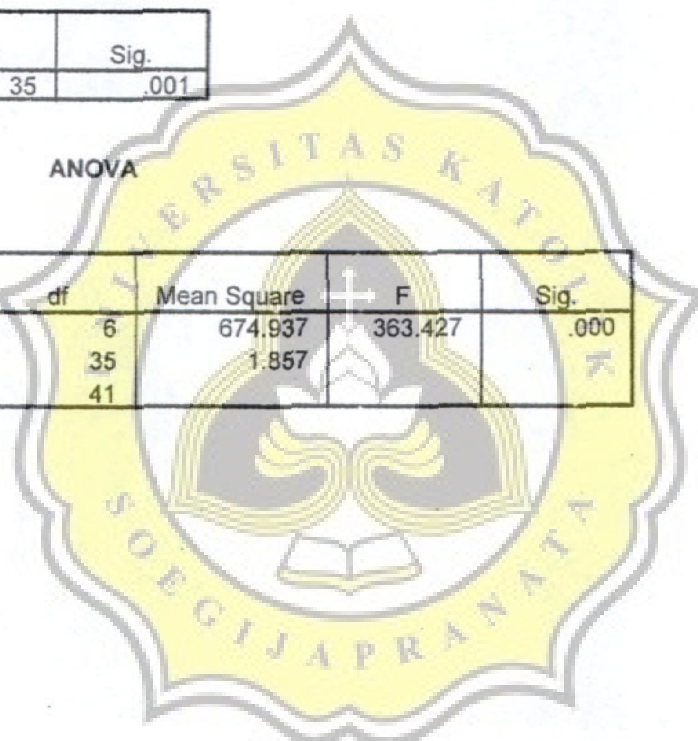 Sig.
35 .001
ANOVA
df Mean Square F Sig.
6 674.937 363.427 .000
35 1.857
41
UNIVERSITAS KATOLIK
SOEGIJAPRANATA